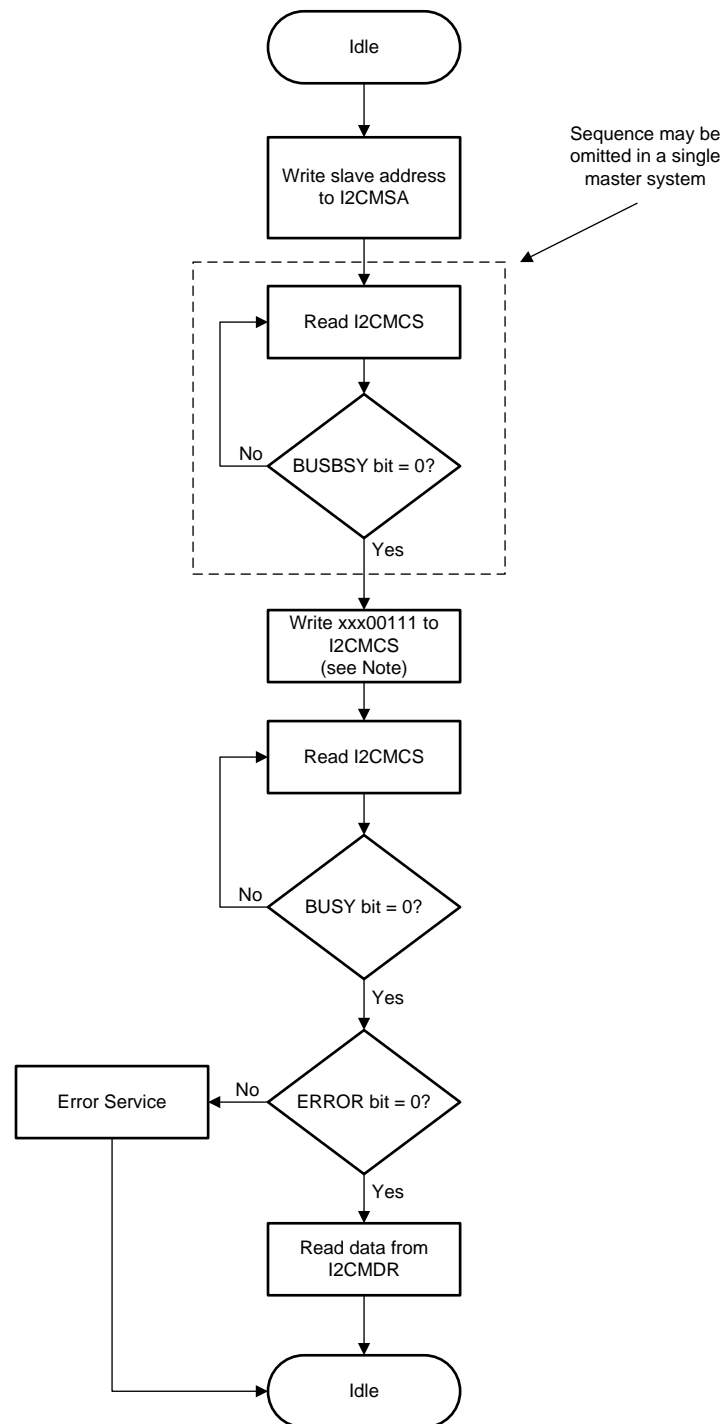 Idle
Write slave address
to I2CMSA
Sequence may be
omitted in a single
master system
Read I2CMCS
No
BUSBSY bit = 0?
Yes
Write xxx00111 to
I2CMCS
(see Note)
Read I2CMCS
No
BUSY bit = 0?
Yes
Error Service
No
ERROR bit = 0?
Yes
Read data from
I2CMDR
Idle